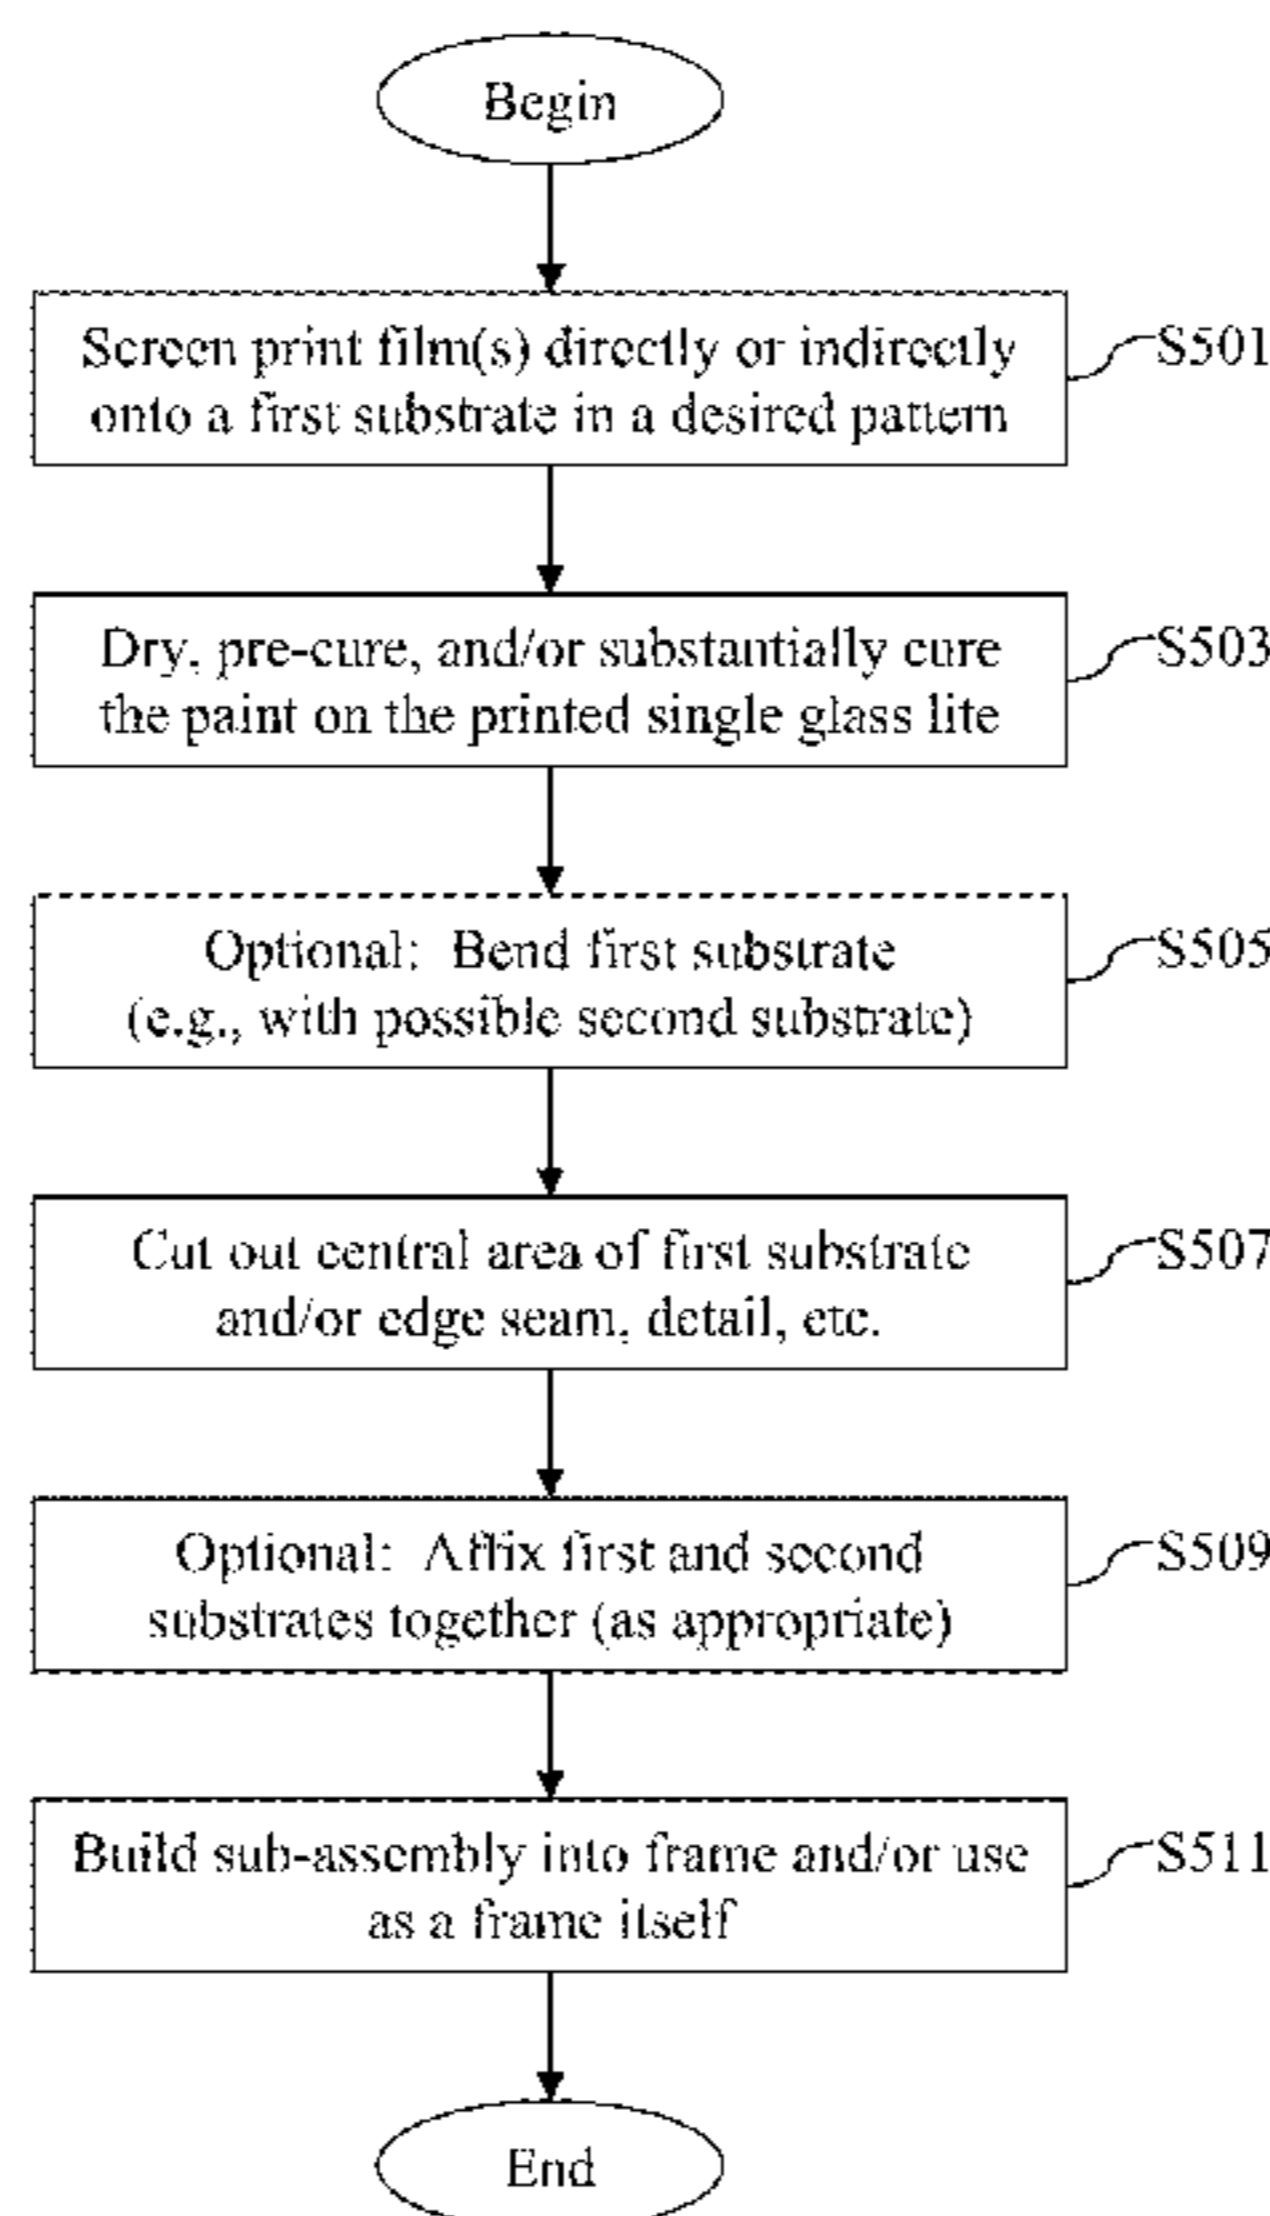 Begin
Screen print film(s) directly or indirectly
onto a first substrate in a desired pattern
S501
Dry, pre-cure, and/or substantially cure
the paint on the printed single glass lite
S503
Optional: Bend first substrate
(e.g., with possible second substrate)
S505
Cut out central area of first substrate
and/or edge seam, detail, etc.
S507
Optional: Affix first and second
substrates together (as appropriate)
S509
Build sub-assembly into frame and/or use
as a frame itself
S511
End